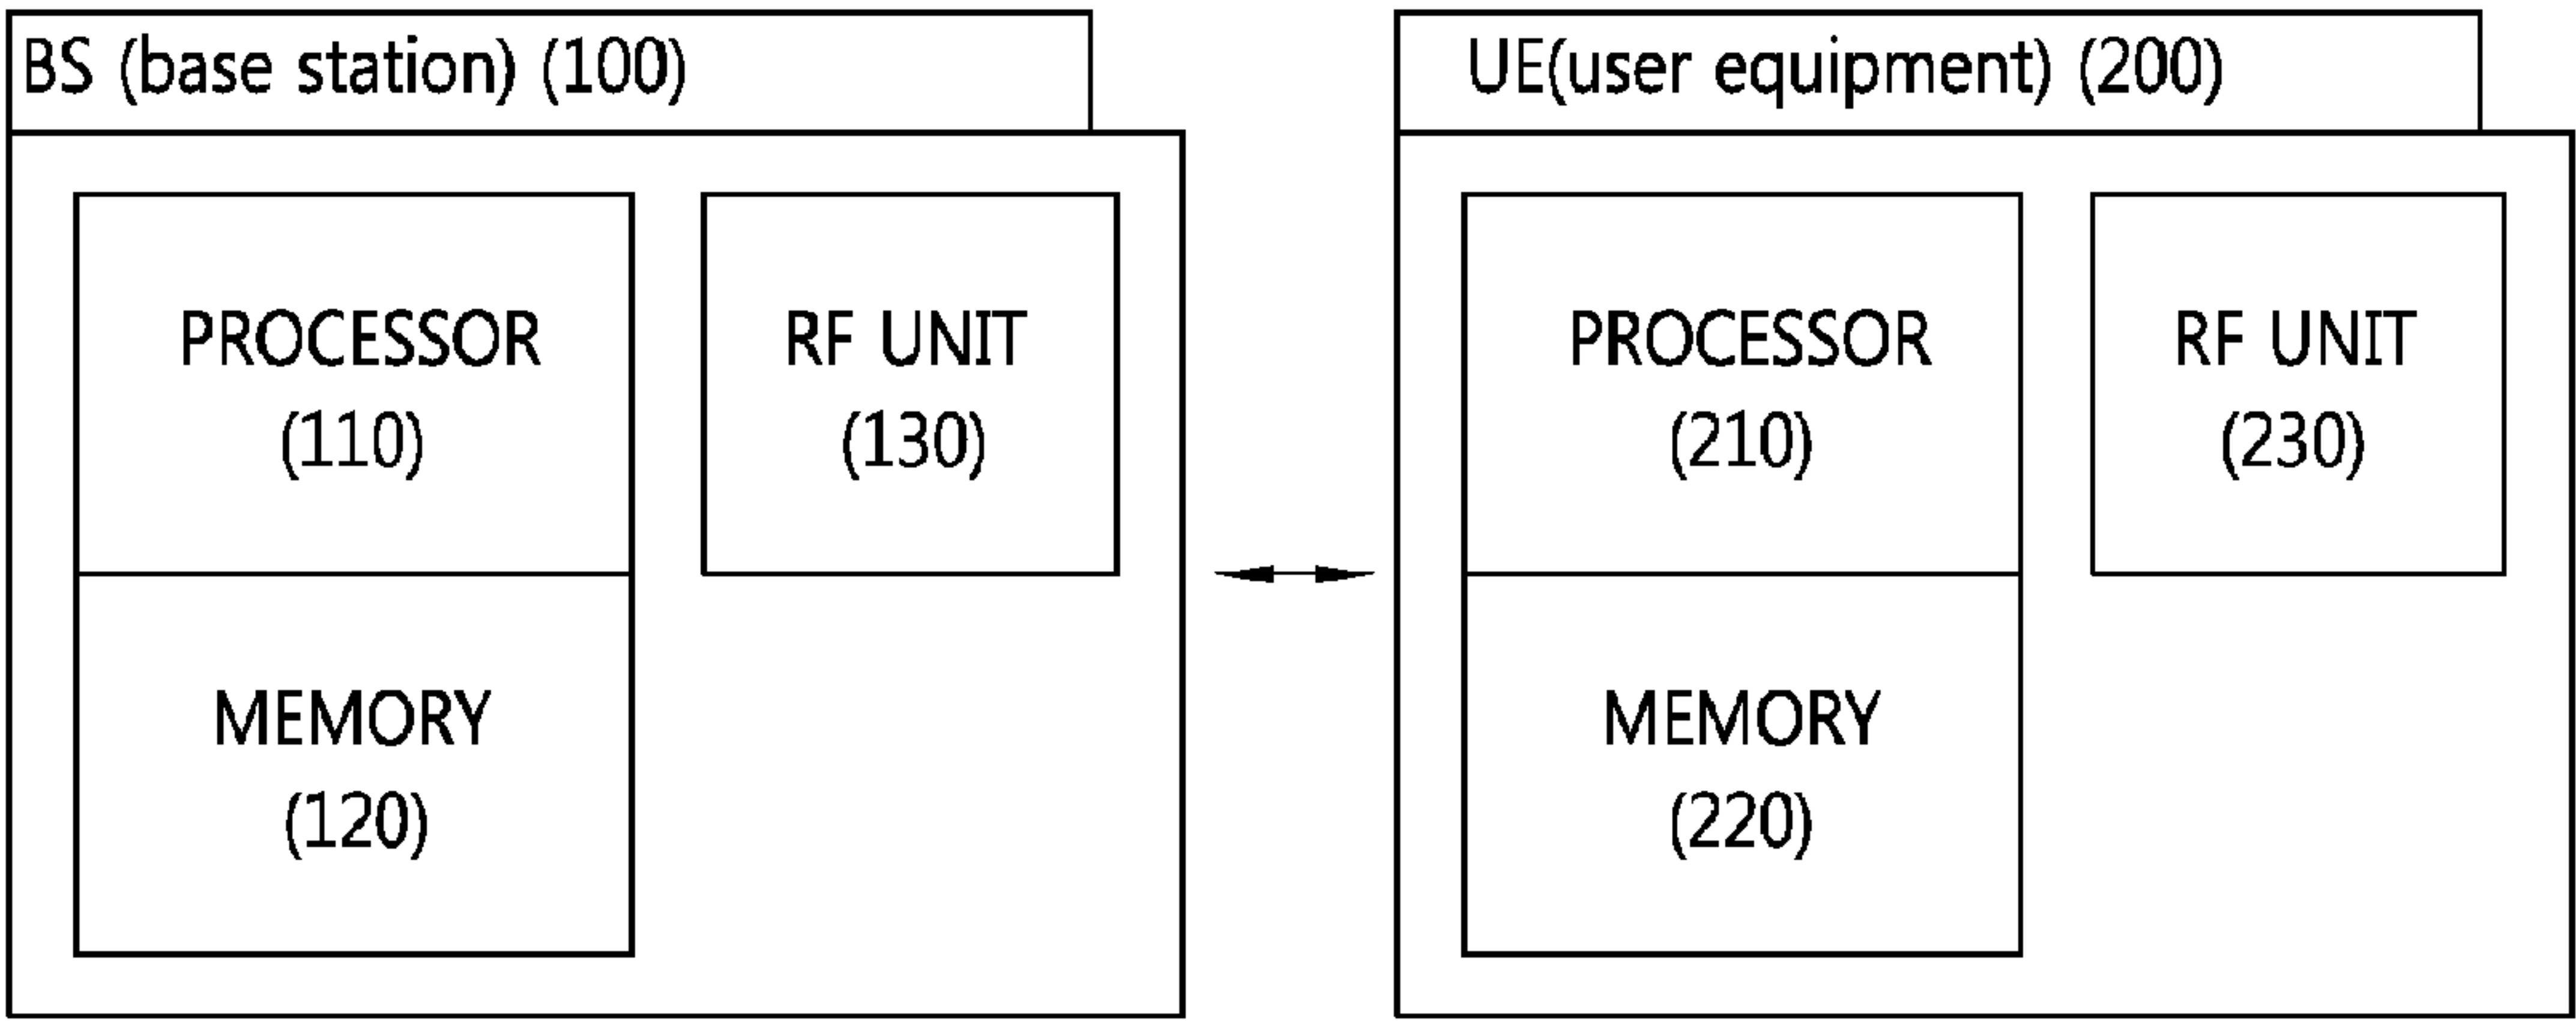 BS (base station) (100)
PROCESSOR
(110)
RF UNIT
(130)
MEMORY
(120)
UE(user equipment) (200)
PROCESSOR
(210)
RF UNIT
(230)
MEMORY
(220)